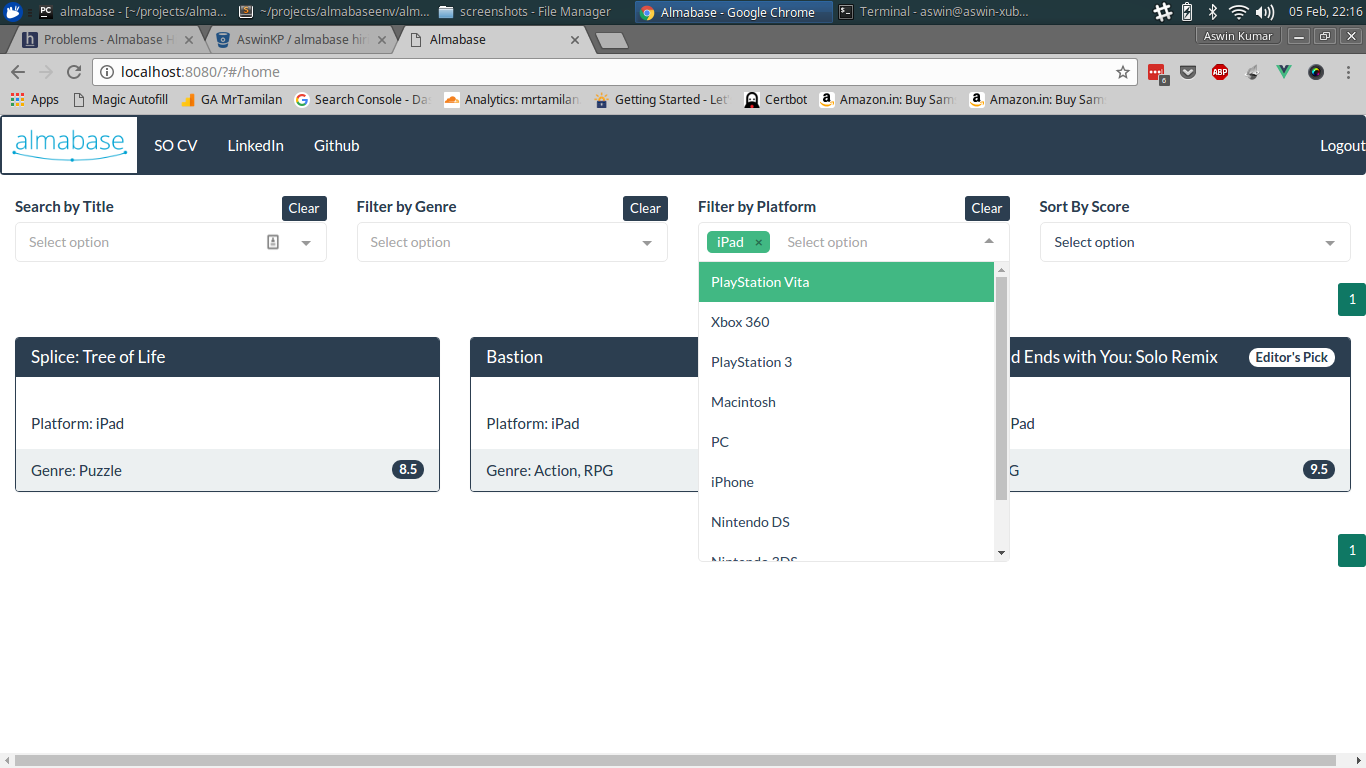 almabase - [~/projects/alma...
~/projects/almabaseenv/alm...
screenshots - File Manager
Almabase - Google Chrome
Terminal - aswin@aswin-xub...
05 Feb, 22:16
Problems - Almabase H
AswinKP / almabase hiri
Almabase
Aswin Kumar
localhost:8080/?#/home
6
ABP
Apps
Magic Autofill
GA MrTamilan
Search Console - Da
Analytics: mrtamilan
Getting Started - Let'
Certbot
Amazon.in: Buy Sam
Amazon.in: Buy Sam
almabase
SO CV
LinkedIn
Github
Logout
Search by Title
Clear
Filter by Genre
Clear
Filter by Platform
Clear
Sort By Score
Select option
Select option
iPad ×
Select option
Select option
PlayStation Vita
Xbox 360
PlayStation 3
Macintosh
PC
iPhone
Nintendo DS
Nintendo 3DS
1
Splice: Tree of Life
Platform: iPad
Genre: Puzzle
8.5
Bastion
Platform: iPad
Genre: Action, RPG
d Ends with You: Solo Remix
Editor's Pick
Pad
G
9.5
1